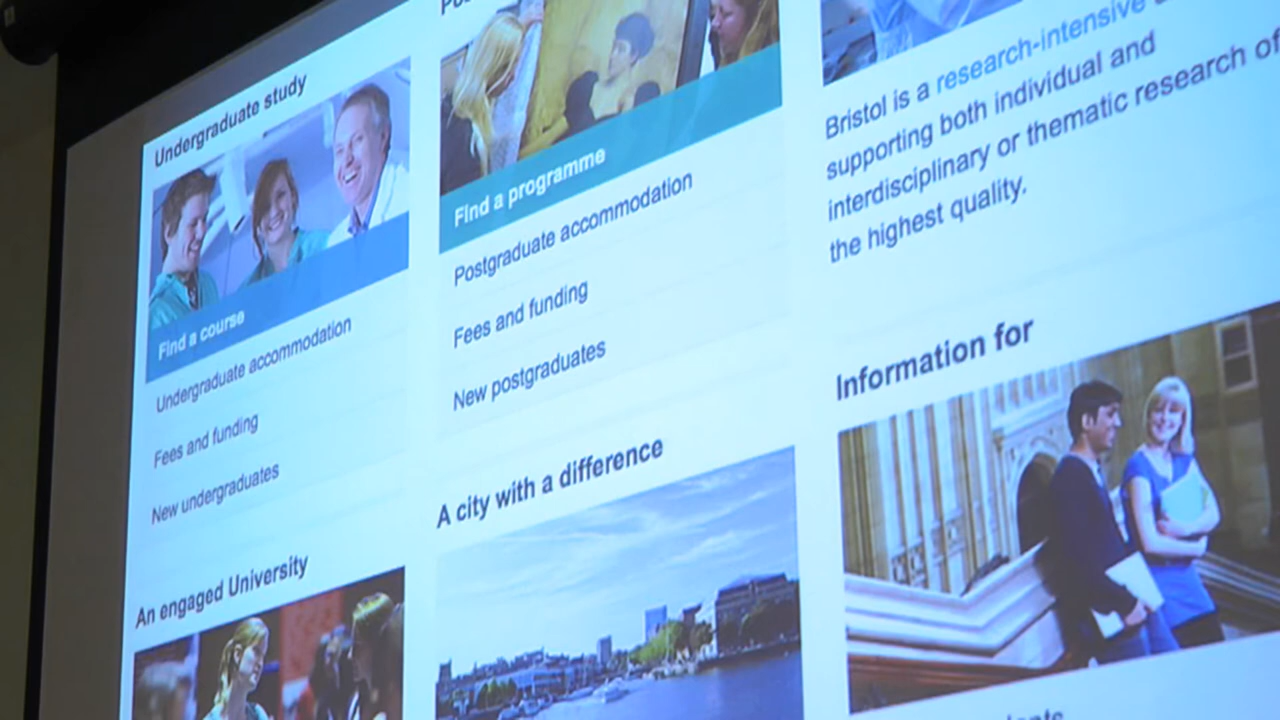 Undergraduate study
Find a course
Undergraduate accommodation
Fees and funding
New undergraduates
An engaged University
Find a programme
Postgraduate accommodation
Fees and funding
New postgraduates
A city with a difference
Bristol is a research-intensive
supporting both individual and
interdisciplinary or thematic research of
the highest quality.
Information for